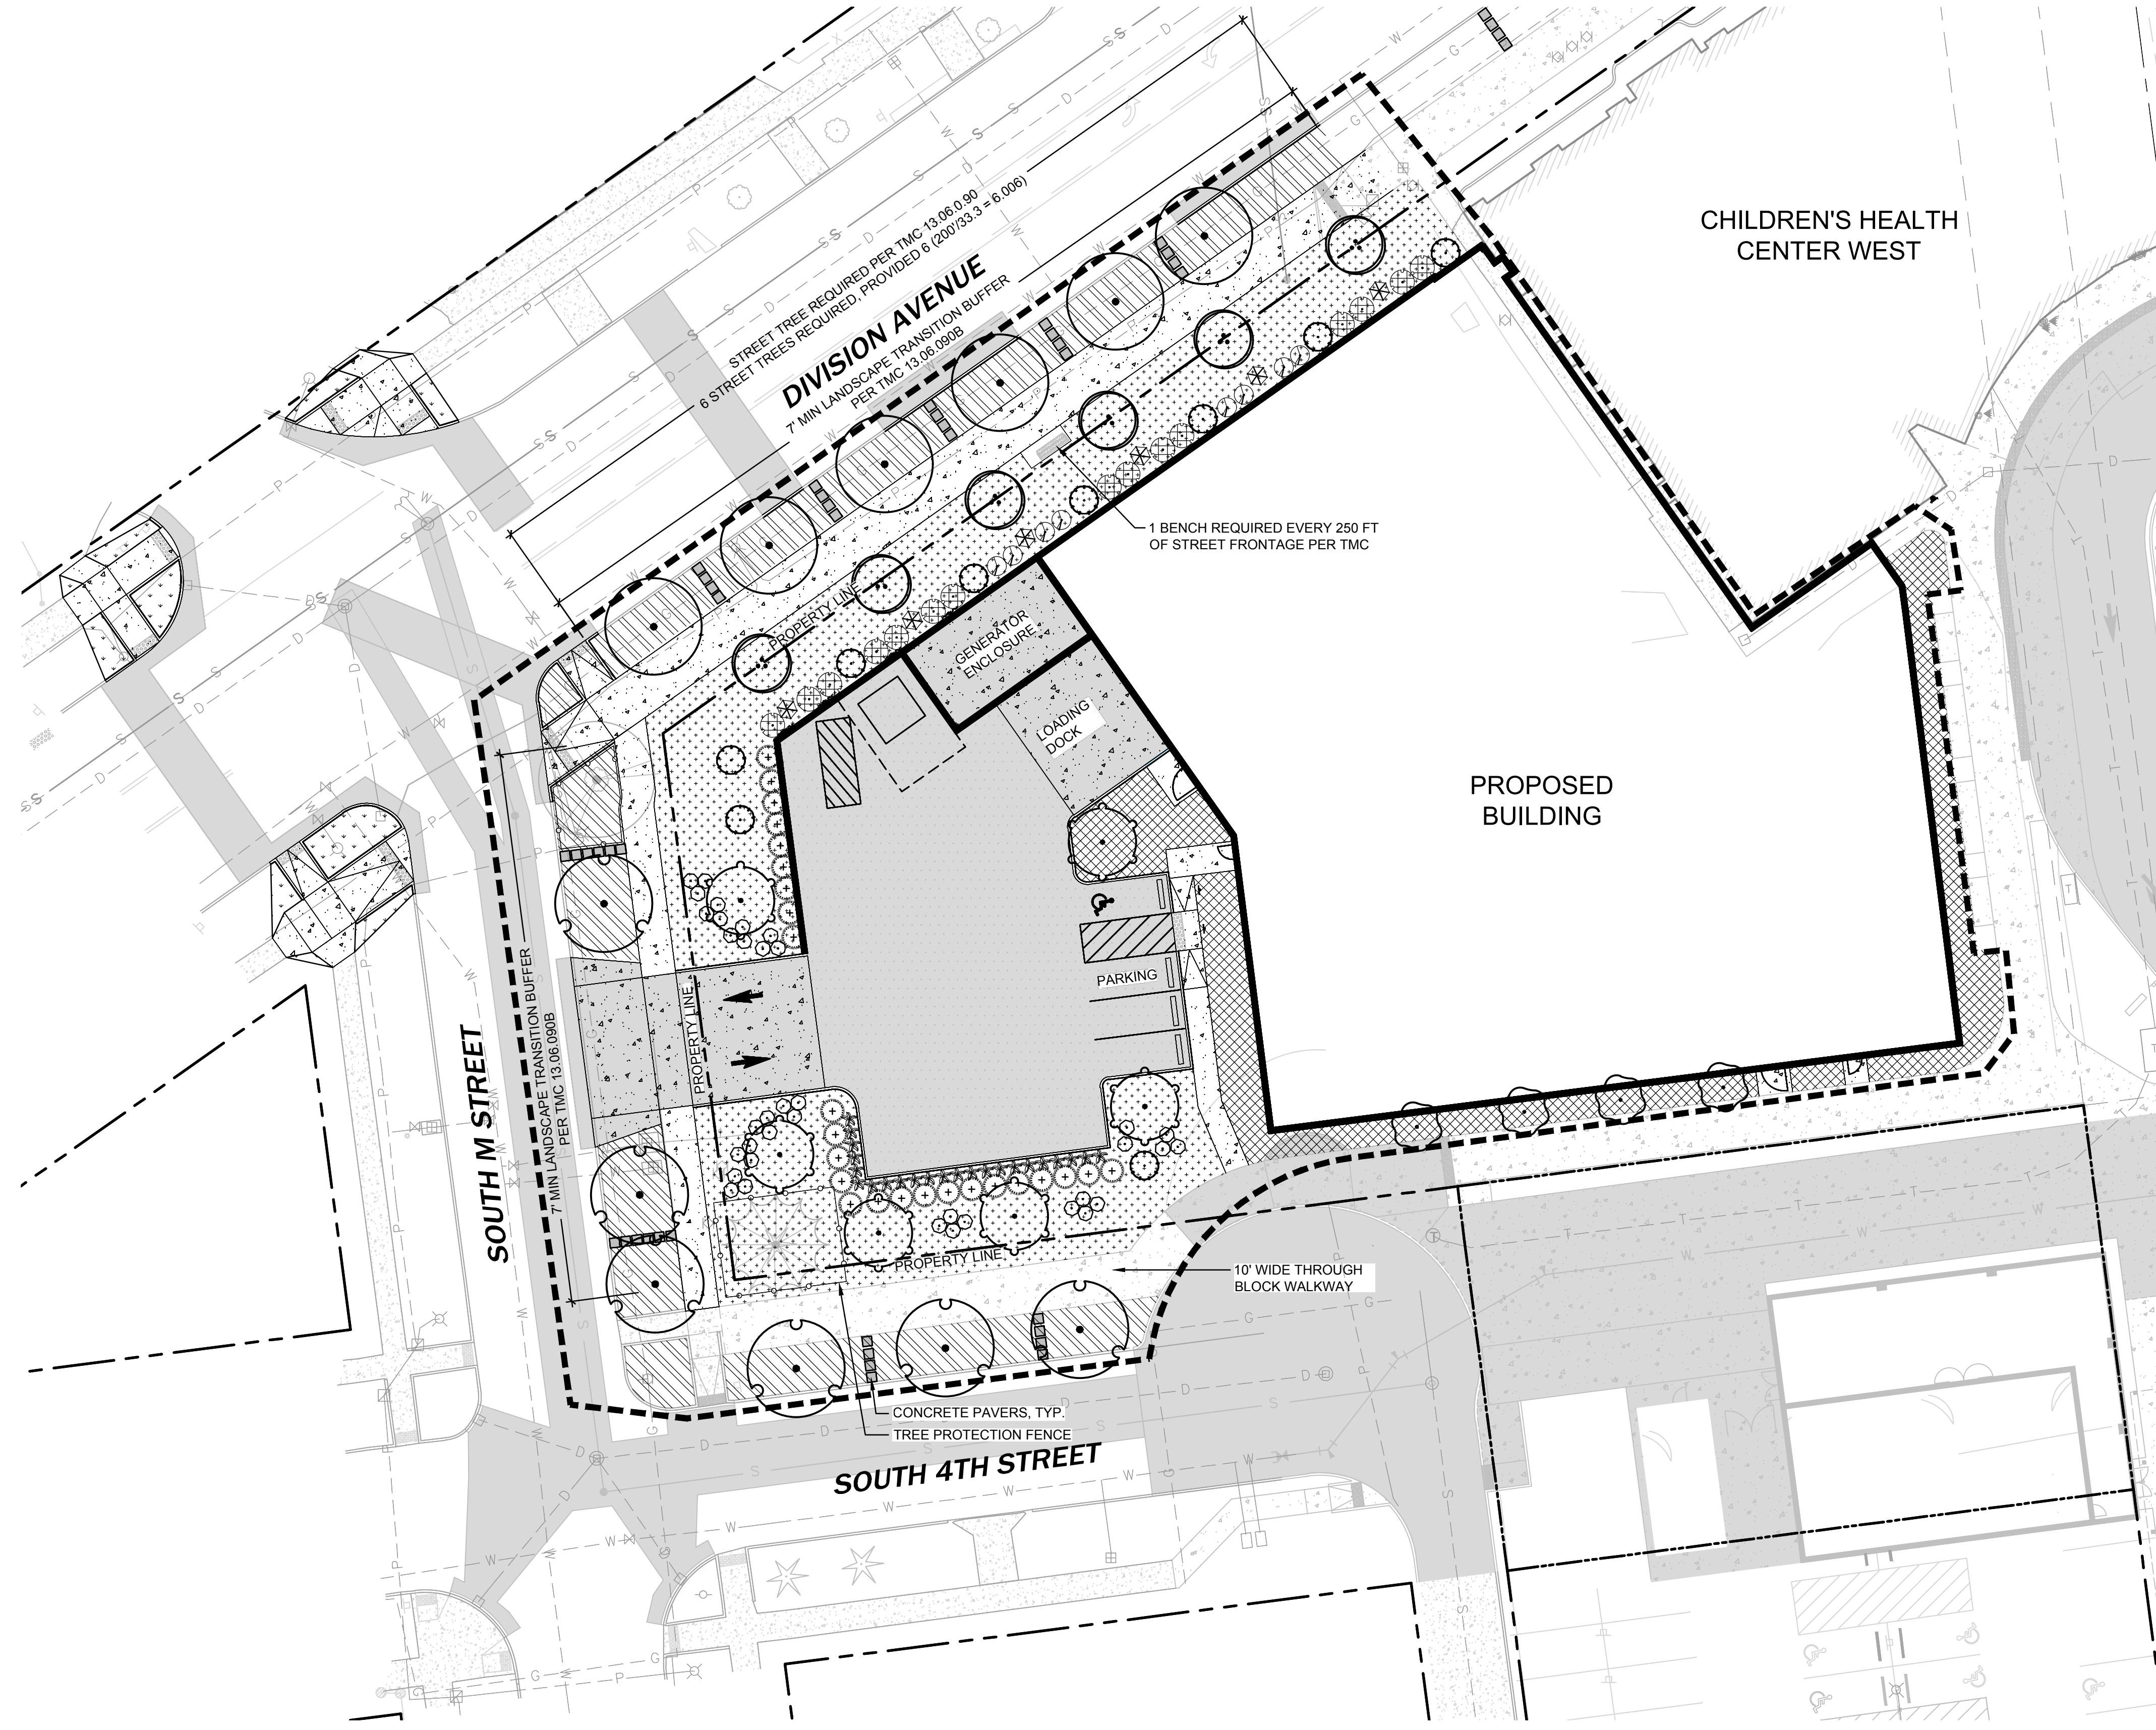 CHILDREN'S HEALTH
CENTER WEST
STREET TREE REQUIRED PER TMC 13.06.0.90
6 STREET TREES REQUIRED, PROVIDED 6 (200'/33.3 = 6.006)
DIVISION AVENUE
7' MIN LANDSCAPE TRANSITION BUFFER
PER TMC 13.06.090B
1 BENCH REQUIRED EVERY 250 FT
OF STREET FRONTAGE PER TMC
PROPERTY LINE
GENERATOR
ENCLOSURE
LOADING
DOCK
PROPOSED
BUILDING
PARKING
SOUTH M STREET
7' MIN LANDSCAPE TRANSITION BUFFER
PER TMC 13.06.090B
PROPERTY LINE
PROPERTY LINE
10' WIDE THROUGH
BLOCK WALKWAY
CONCRETE PAVERS, TYP.
TREE PROTECTION FENCE
SOUTH 4TH STREET